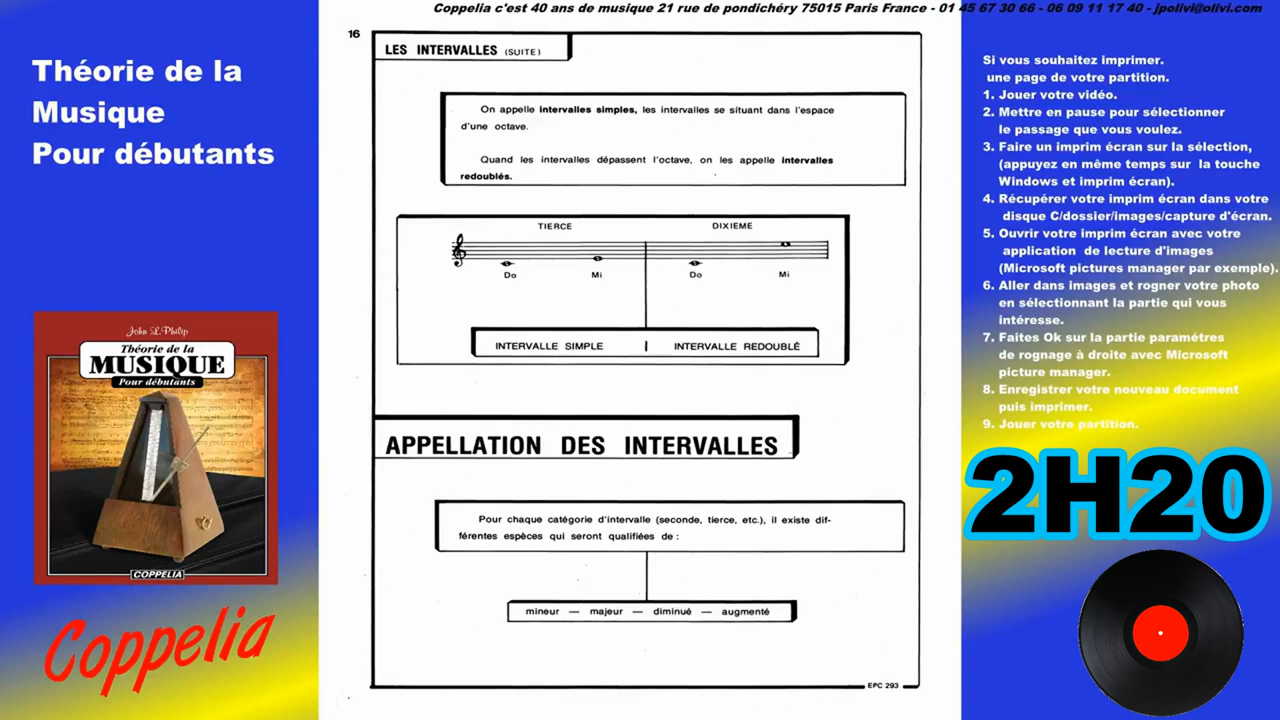 Coppelia c'est 40 ans de musique 21 rue de pondichéry 75015 Paris France - 01 45 67 30 66 - 06 09 11 17 40 - jpolivi@olivi.com
Théorie de la
Musique
Pour débutants
John L.Philip
Théorie de la
MUSIQUE
Pour débutants
COPPELIA
Coppelia
16
LES INTERVALLES (SUITE)
On appelle intervalles simples, les intervalles se situant dans l'espace
d'une octave.
Quand les intervalles dépassent l'octave, on les appelle intervalles
redoublés.
TIERCE DIXIEME
Do Mi Do Mi
INTERVALLE SIMPLE | INTERVALLE REDOUBLÉ
APPELLATION DES INTERVALLES
Pour chaque catégorie d'intervalle (seconde, tierce, etc.), il existe dif-
férentes espèces qui seront qualifiées de :
mineur — majeur — diminué — augmenté
EPC 293
Si vous souhaitez imprimer.
une page de votre partition.
1. Jouer votre vidéo.
2. Mettre en pause pour sélectionner
le passage que vous voulez.
3. Faire un imprim écran sur la sélection,
(appuyez en même temps sur la touche
Windows et imprim écran).
4. Récupérer votre imprim écran dans votre
disque C/dossier/images/capture d'écran.
5. Ouvrir votre imprim écran avec votre
application de lecture d'images
(Microsoft pictures manager par exemple).
6. Aller dans images et rogner votre photo
en sélectionnant la partie qui vous
intéresse.
7. Faites Ok sur la partie paramétres
de rognage à droite avec Microsoft
picture manager.
8. Enregistrer votre nouveau document
puis imprimer.
9. Jouer votre partition.
2H20